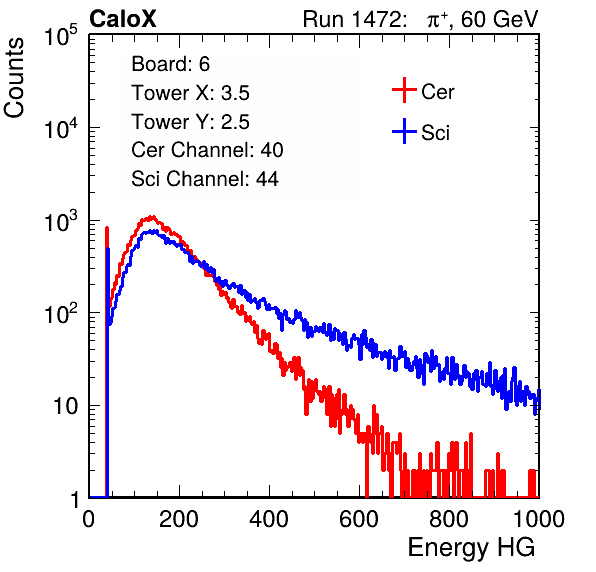 CaloX Run 1472: π⁺, 60 GeV
Counts
Board: 6
Tower X: 3.5
Tower Y: 2.5
Cer Channel: 40
Sci Channel: 44
Cer
Sci
10⁵
10⁴
10³
10²
10
1
0 200 400 600 800 1000
Energy HG